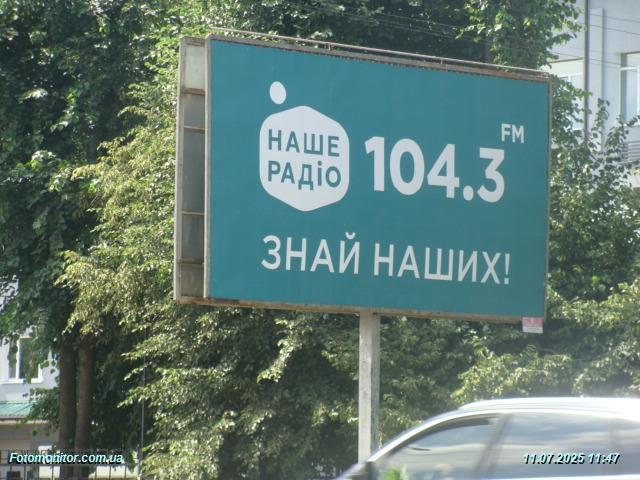 НАШЕ
РАДІО
104.3 FM
ЗНАЙ НАШИХ!
Fotomonitor.com.ua
11.07.2025 11:47